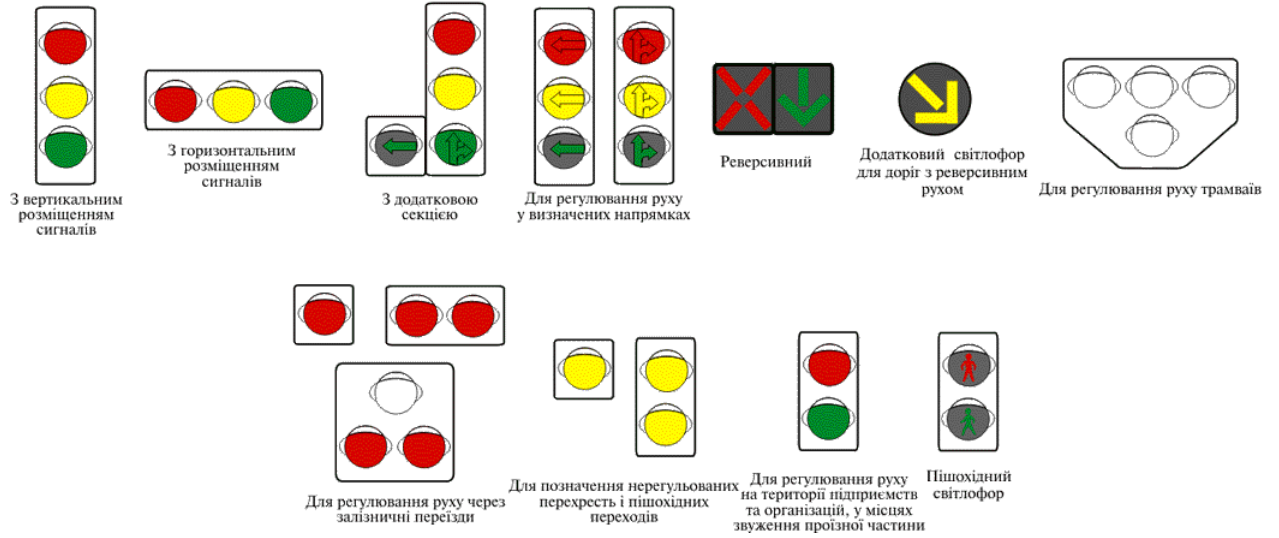 З вертикальним
розміщенням
сигналів
З горизонтальним
розміщенням
сигналів
З додатковою
секцією
Для регулювання руху
у визначених напрямках
Реверсивний
Додатковий світлофор
для доріг з реверсивним
рухом
Для регулювання руху трамваїв
Для регулювання руху через
залізничні переїзди
Для позначення нерегульованих
перехресть і пішохідних
переходів
Для регулювання руху
на території підприємств
та організацій, у місцях
звуження проїзної частини
Пішохідний
світлофор